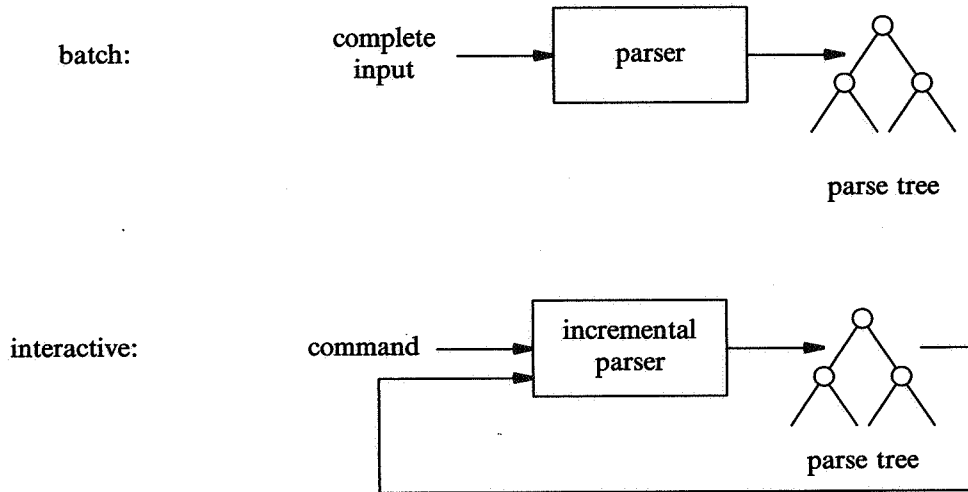 batch:
complete
input
parser
parse tree
interactive:
command
incremental
parser
parse tree